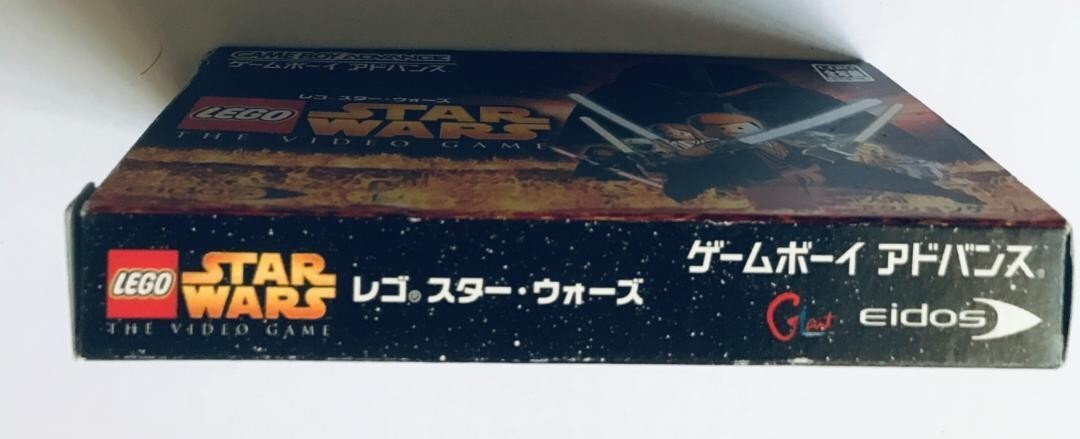 GAME BOY ADVANCE
ゲームボーイ アドバンス
レゴ スター・ウォーズ
LEGO STAR WARS
THE VIDEO GAME
LEGO STAR WARS
THE VIDEO GAME
レゴ® スター・ウォーズ
ゲームボーイ アドバンス®
Giant eidos